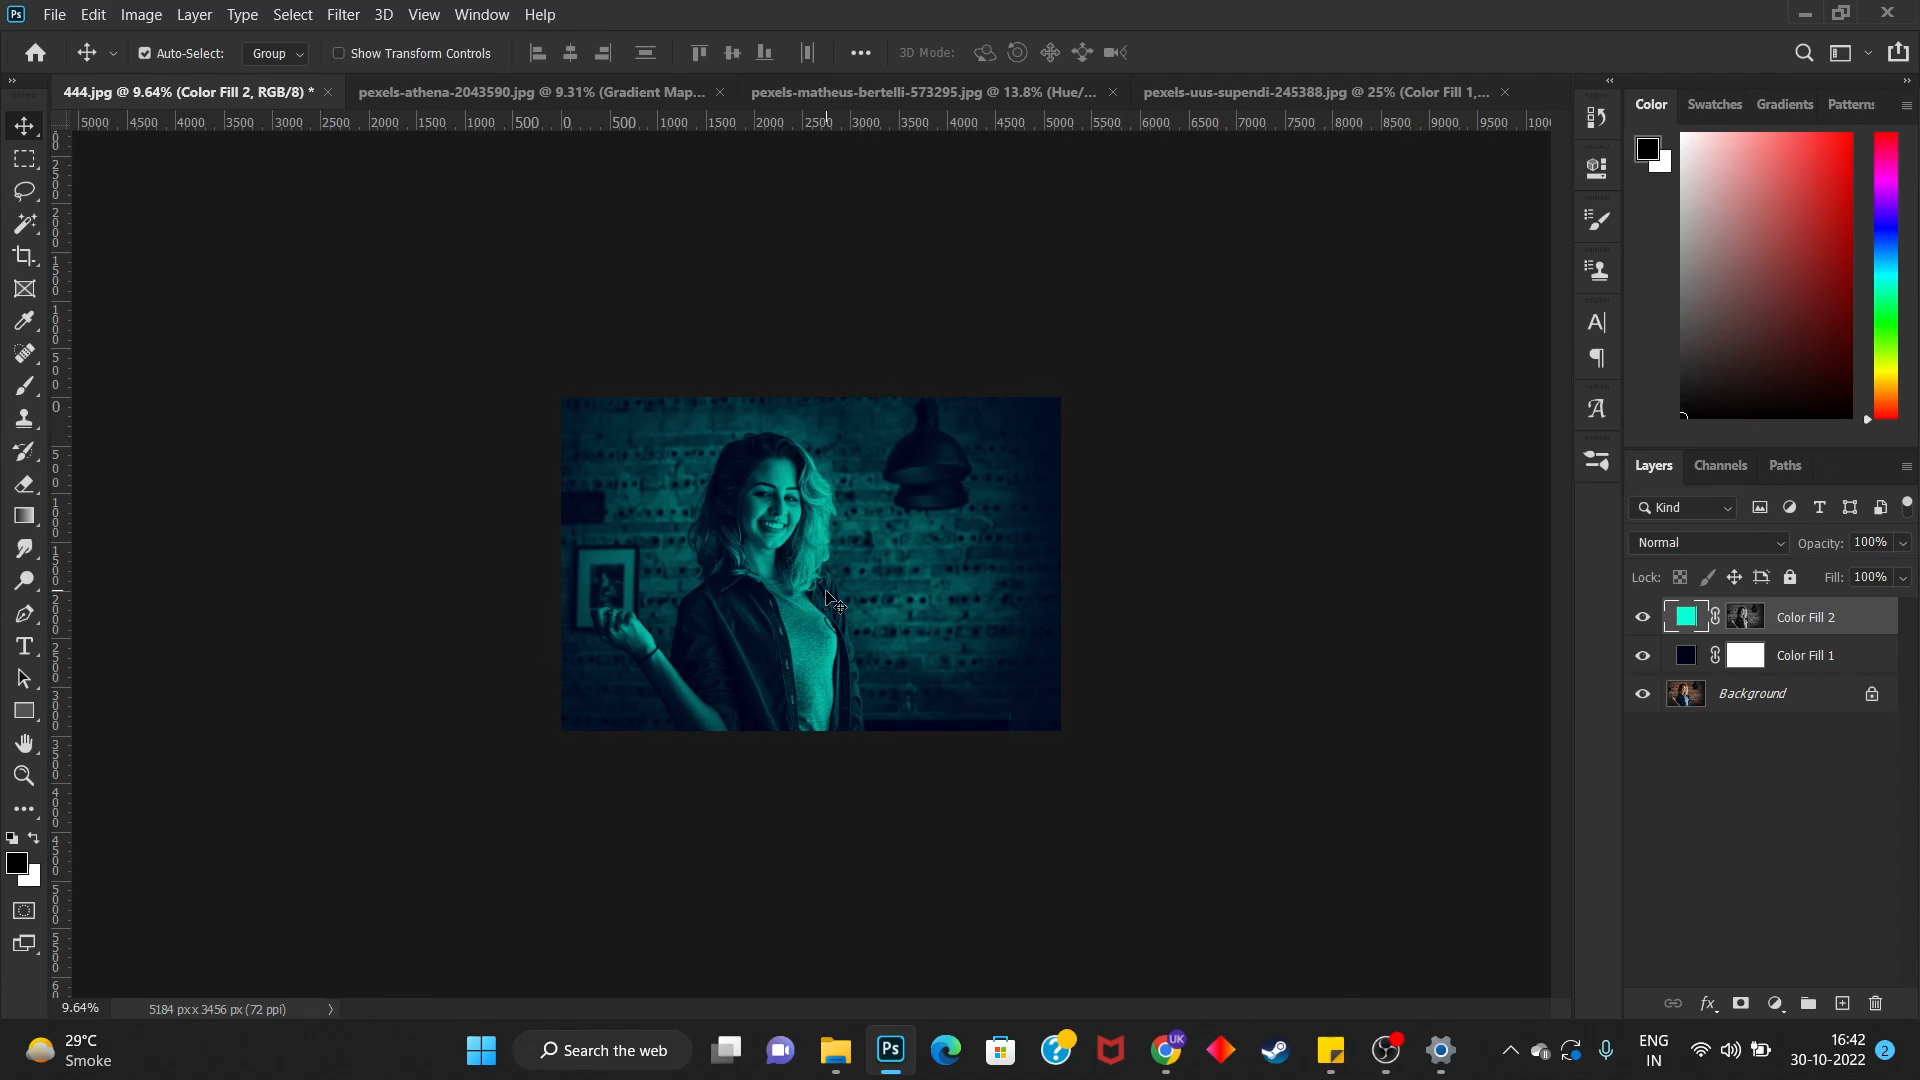 Ps File Edit Image Layer Type Select Filter 3D View Window Help
Auto-Select: Group Show Transform Controls 3D Mode:
444.jpg @ 9.64% (Color Fill 2, RGB/8) * pexels-athena-2043590.jpg @ 9.31% (Gradient Map... pexels-matheus-bertelli-573295.jpg @ 13.8% (Hue/... pexels-uus-supendi-245388.jpg @ 25% (Color Fill 1,...
5000 4500 4000 3500 3000 2500 2000 1500 1000 500 0 500 1000 1500 2000 2500 3000 3500 4000 4500 5000 5500 6000 6500 7000 7500 8000 8500 9000 9500
Color Swatches Gradients Patterns
Layers Channels Paths
Kind
Normal Opacity: 100%
Lock: Fill: 100%
Color Fill 2
Color Fill 1
Background
9.64% 5184 px x 3456 px (72 ppi)
29°C
Smoke
Search the web
Ps
UK
ENG
IN
16:42
30-10-2022
2